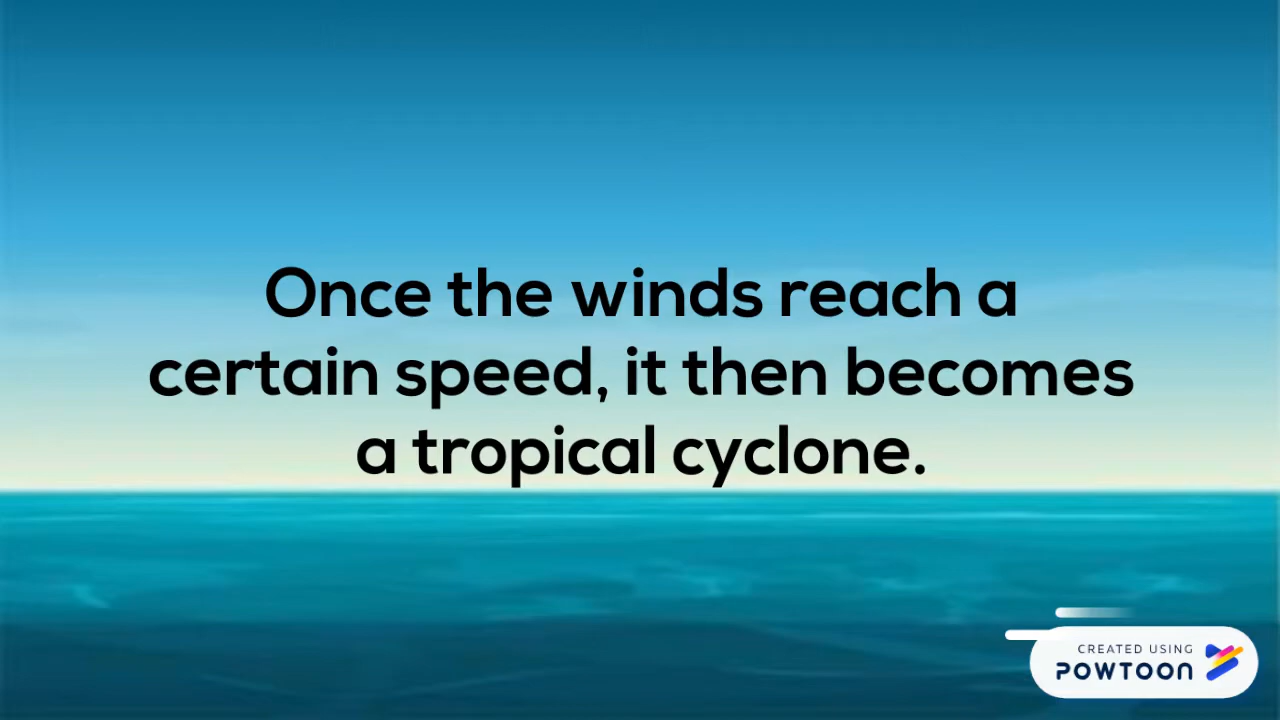 Once the winds reach a
certain speed, it then becomes
a tropical cyclone.
CREATED USING
POWTOON